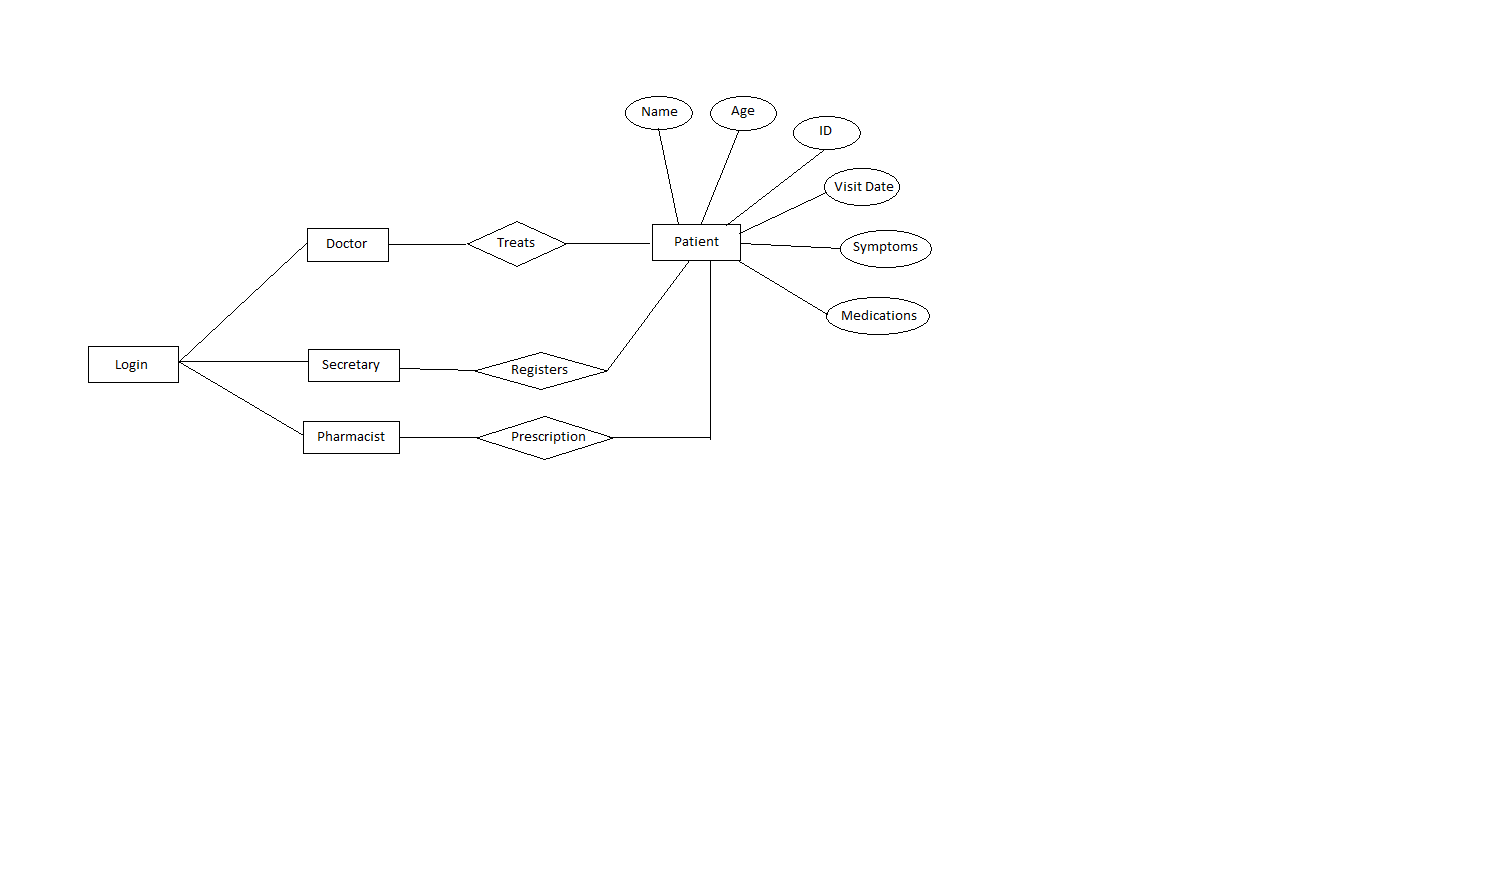 Name
Age
ID
Visit Date
Doctor
Treats
Patient
Symptoms
Medications
Login
Secretary
Registers
Pharmacist
Prescription